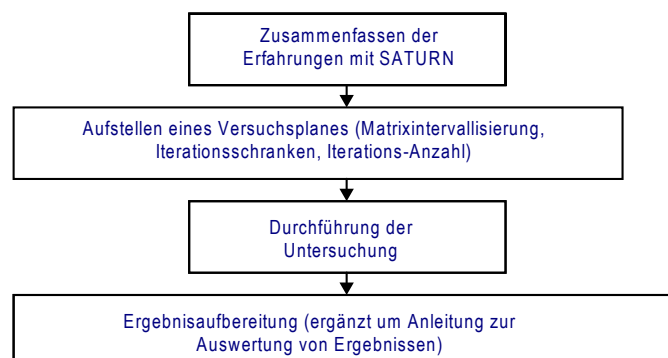 Zusammenfassen der
Erfahrungen mit SATURN
Aufstellen eines Versuchsplanes (Matrixintervallisierung,
Iterationsschranken, Iterations-Anzahl)
Durchführung der
Untersuchung
Ergebnisaufbereitung (ergänzt um Anleitung zur
Auswertung von Ergebnissen)